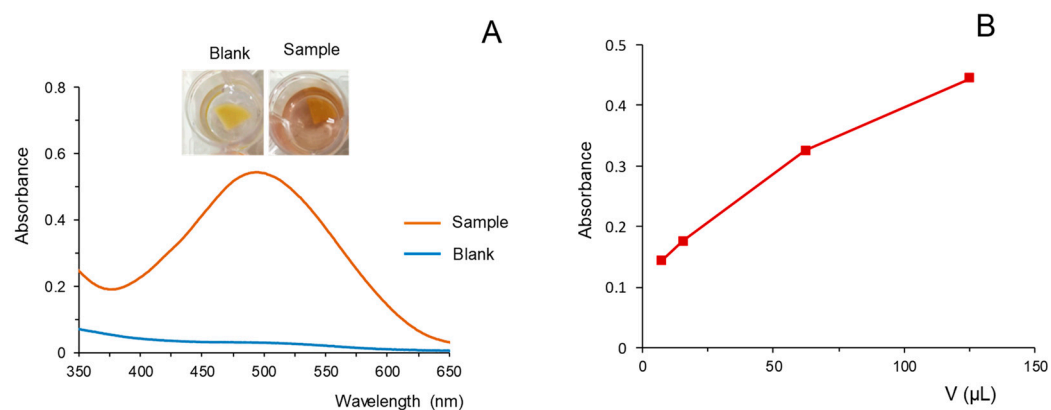 A
Blank Sample
0.8
0.6
0.4
0.2
0
Absorbance
350 400 450 500 550 600 650
Wavelength (nm)
Sample
Blank
B
0.5
0.4
0.3
0.2
0.1
0
Absorbance
0 50 100 150
V (µL)